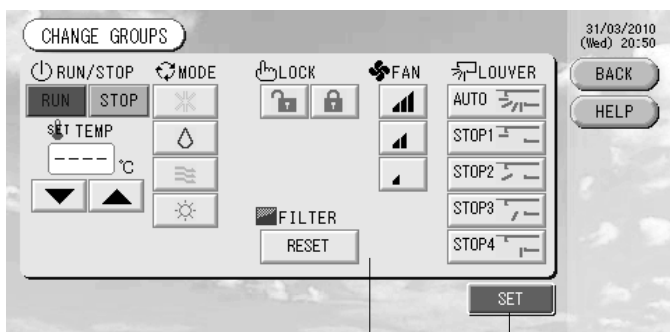 CHANGE GROUPS
31/03/2010
(Wed) 20:50
RUN/STOP
MODE
LOCK
FAN
LOUVER
BACK
RUN
STOP
AUTO
HELP
SET TEMP
STOP1
----℃
STOP2
STOP3
FILTER
RESET
STOP4
SET